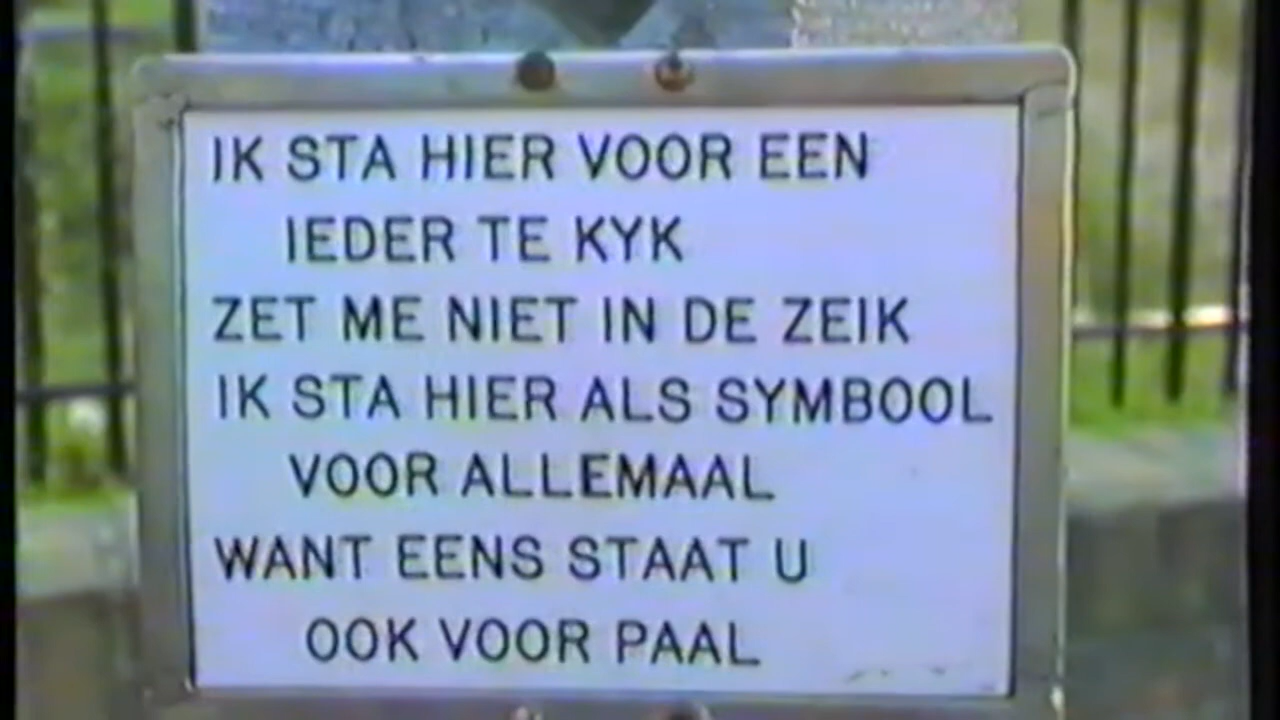 IK STA HIER VOOR EEN
IEDER TE KYK
ZET ME NIET IN DE ZEIK
IK STA HIER ALS SYMBOOL
VOOR ALLEMAAL
WANT EENS STAAT U
OOK VOOR PAAL